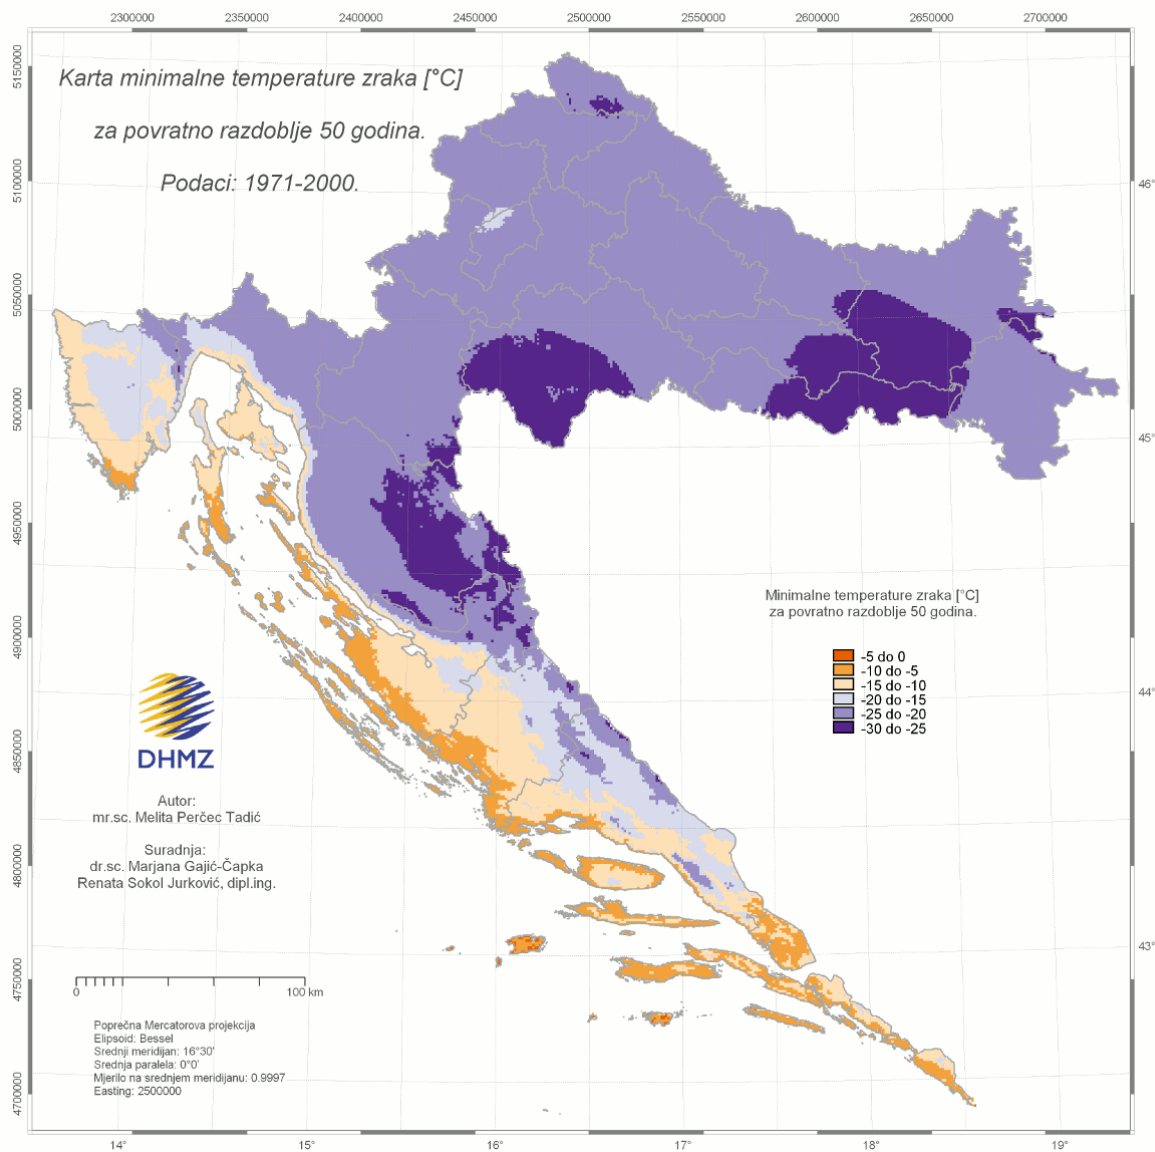 2300000 2350000 2400000 2450000 2500000 2550000 2600000 2650000 2700000
5150000
5100000
5050000
5000000
4950000
4900000
4850000
4800000
4750000
4700000
Karta minimalne temperature zraka [°C]
za povratno razdoblje 50 godina.
Podaci: 1971-2000.
46°
45°
44°
43°
Minimalne temperature zraka [°C]
za povratno razdoblje 50 godina.
-5 do 0
-10 do -5
-15 do -10
-20 do -15
-25 do -20
-30 do -25
DHMZ
Autor:
mr.sc. Melita Perčec Tadić
Suradnja:
dr.sc. Marjana Gajić-Čapka
Renata Sokol Jurković, dipl.ing.
0 100 km
Poprečna Mercatorova projekcija
Elipsoid: Bessel
Srednji meridijan: 16°30'
Srednja paralela: 0°0'
Mjerilo na srednjem meridijanu: 0.9997
Easting: 2500000
14° 15° 16° 17° 18° 19°